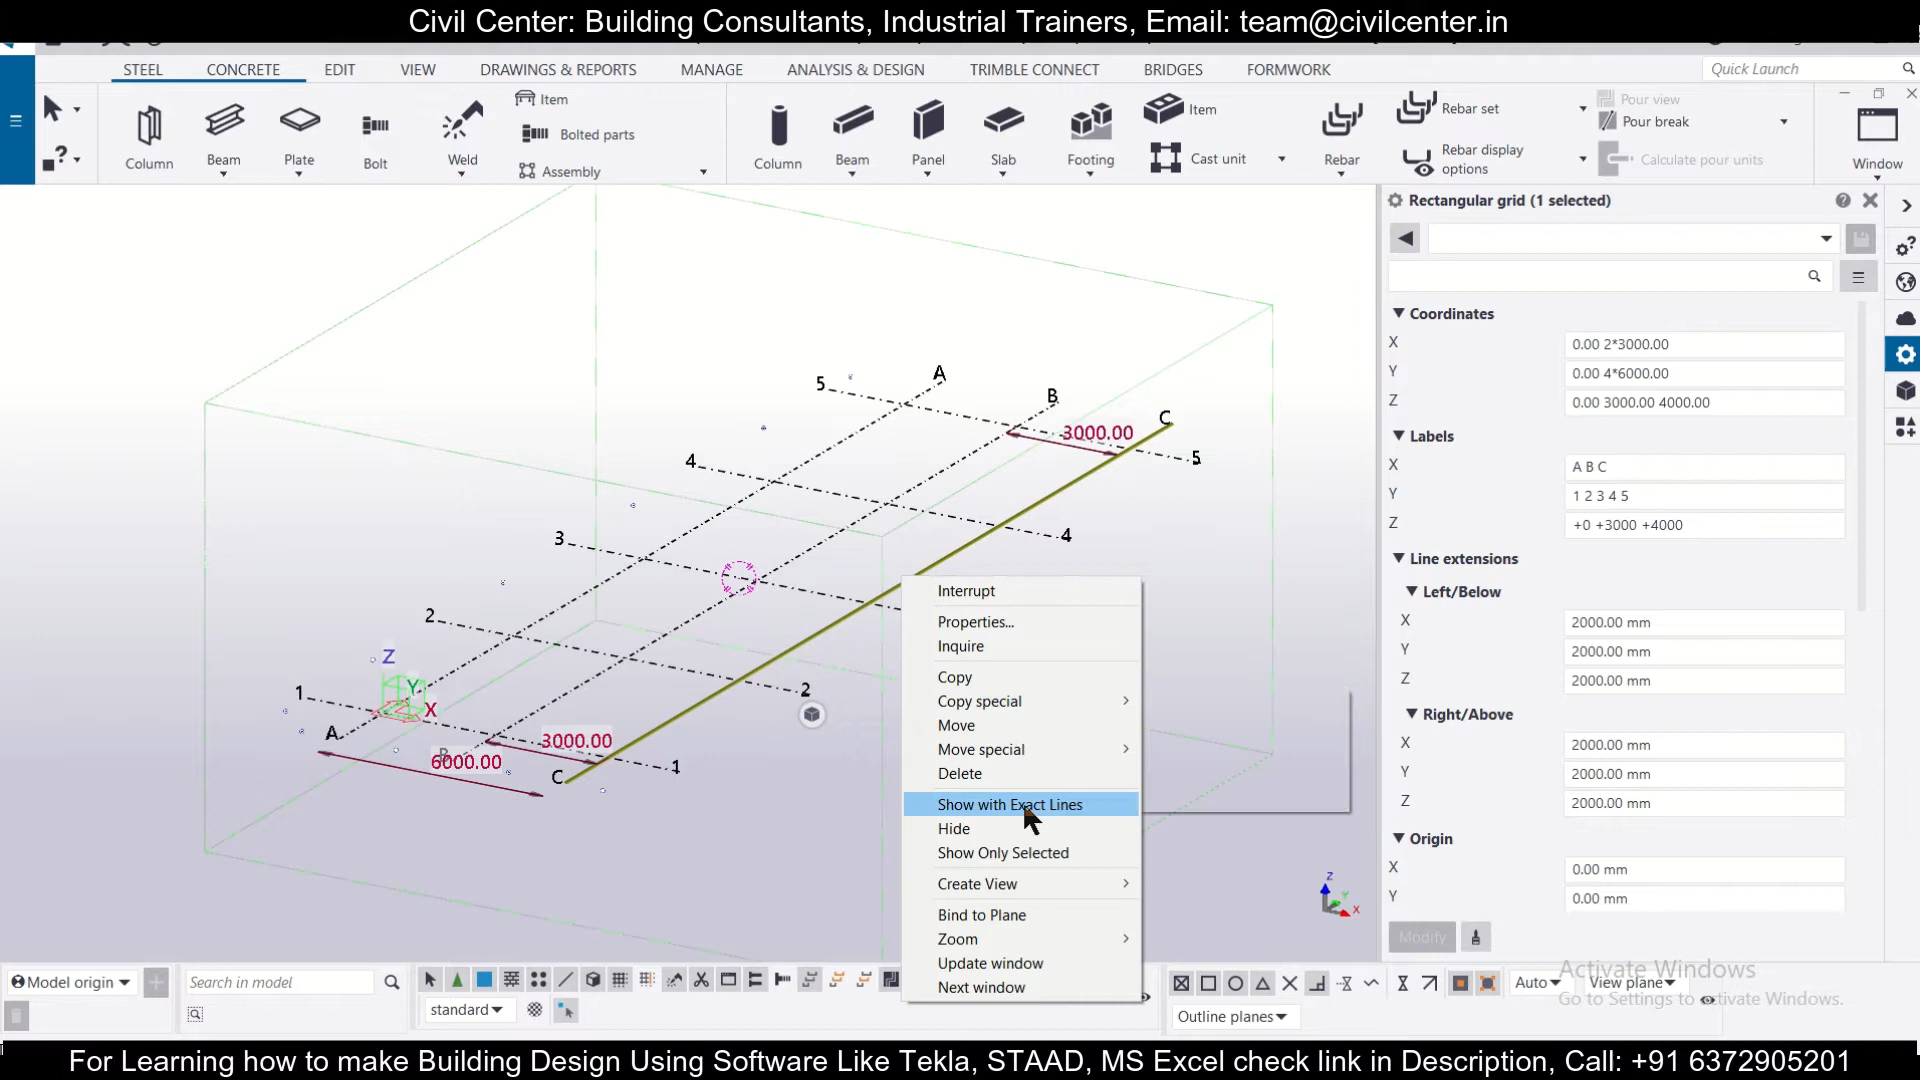 Civil Center: Building Consultants, Industrial Trainers, Email: team@civilcenter.in
STEEL CONCRETE EDIT VIEW DRAWINGS & REPORTS MANAGE ANALYSIS & DESIGN TRIMBLE CONNECT BRIDGES FORMWORK Quick Launch
Column Beam Plate Bolt Weld Item Bolted parts Assembly
Column Beam Panel Slab Footing Item Cast unit Rebar Rebar set Rebar display options
Pour view
Pour break
Calculate pour units
Window
Rectangular grid (1 selected)
Coordinates
X 0.00 2*3000.00
Y 0.00 4*6000.00
Z 0.00 3000.00 4000.00
Labels
X A B C
Y 1 2 3 4 5
Z +0 +3000 +4000
Line extensions
Left/Below
X 2000.00 mm
Y 2000.00 mm
Z 2000.00 mm
Right/Above
X 2000.00 mm
Y 2000.00 mm
Z 2000.00 mm
Origin
X 0.00 mm
Y 0.00 mm
Modify
5 A B C
3000.00
4 5
3 4
2
Z
Y
1 X 2
A B 3000.00
6000.00 C 1
Interrupt
Properties...
Inquire
Copy
Copy special
Move
Move special
Delete
Show with Exact Lines
Hide
Show Only Selected
Create View
Bind to Plane
Zoom
Update window
Next window
Z
Y
X
Model origin Search in model
standard
Auto View plane
Outline planes
Activate Windows
Go to Settings to activate Windows.
For Learning how to make Building Design Using Software Like Tekla, STAAD, MS Excel check link in Description, Call: +91 6372905201